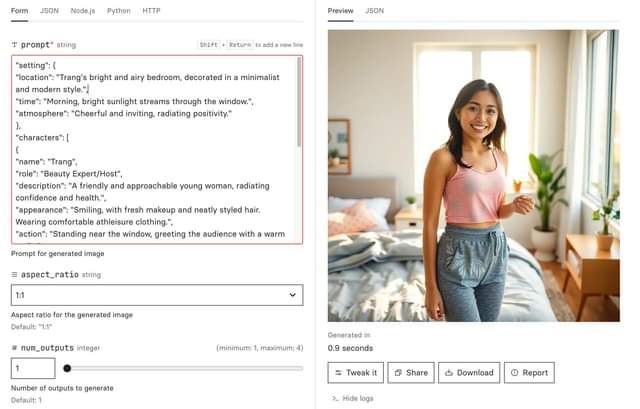 Form JSON Node.js Python HTTP
prompt* string Shift + Return to add a new line
"setting": {
"location": "Trang's bright and airy bedroom, decorated in a minimalist
and modern style.",
"time": "Morning, bright sunlight streams through the window.",
"atmosphere": "Cheerful and inviting, radiating positivity."
},
"characters": [
{
"name": "Trang",
"role": "Beauty Expert/Host",
"description": "A friendly and approachable young woman, radiating
confidence and health.",
"appearance": "Smiling, with fresh makeup and neatly styled hair.
Wearing comfortable athleisure clothing.",
"action": "Standing near the window, greeting the audience with a warm
Prompt for generated image
aspect_ratio string
1:1
Aspect ratio for the generated image
Default: "1:1"
# num_outputs integer (minimum: 1, maximum: 4)
1
Number of outputs to generate
Default: 1
Preview JSON
Generated in
0.9 seconds
Tweak it Share Download Report
>_ Hide logs